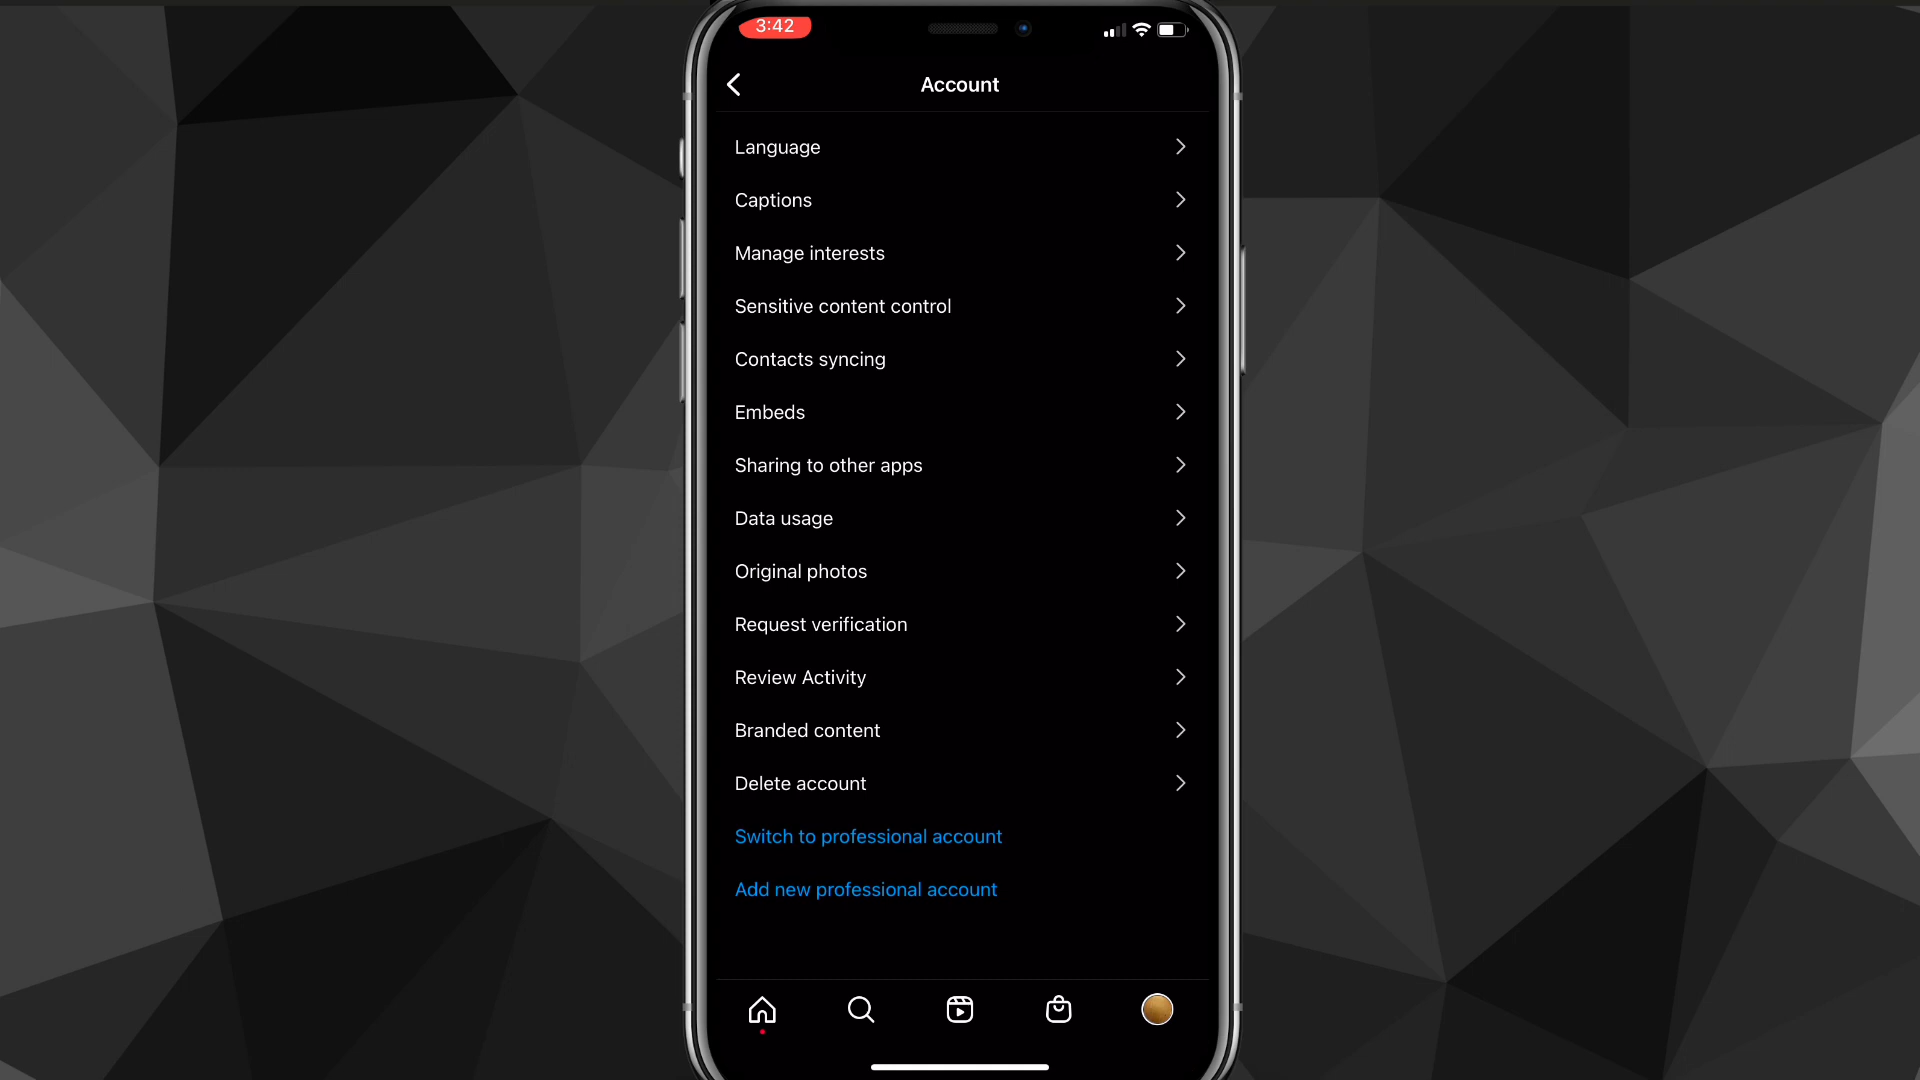 3:42
Account
Language
Captions
Manage interests
Sensitive content control
Contacts syncing
Embeds
Sharing to other apps
Data usage
Original photos
Request verification
Review Activity
Branded content
Delete account
Switch to professional account
Add new professional account